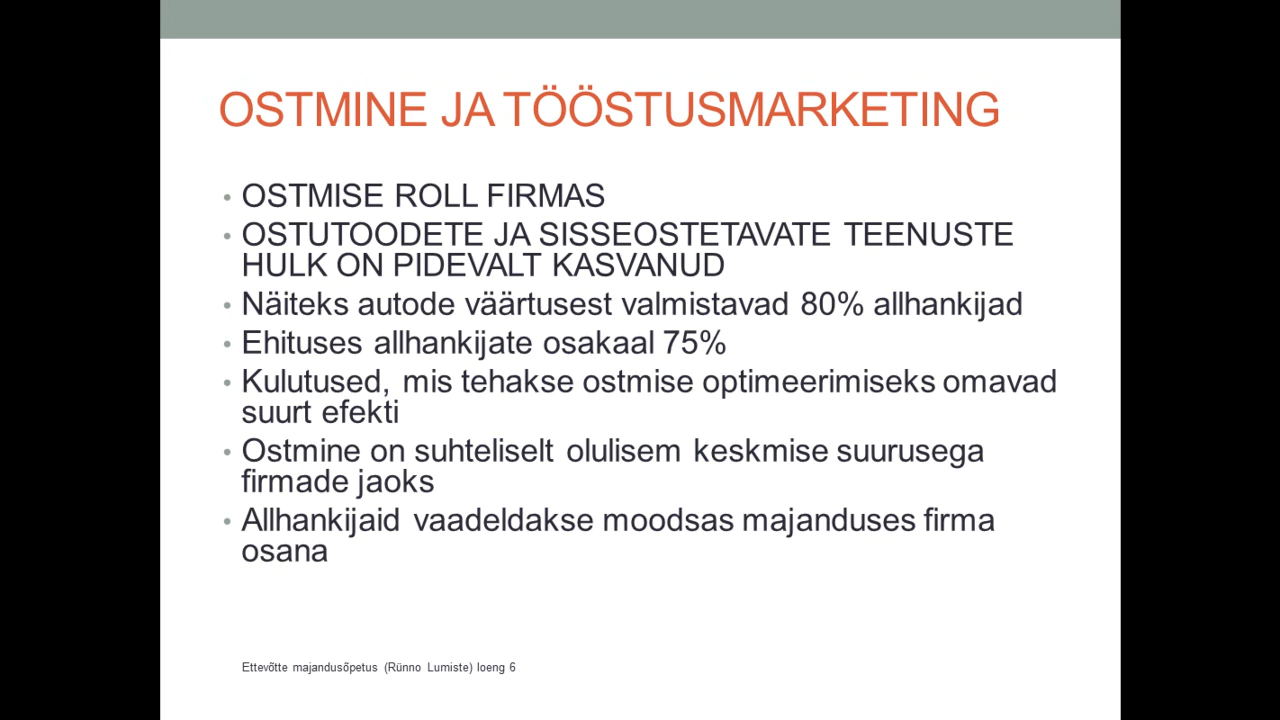 OSTMINE JA TÖÖSTUSMARKETING
• OSTMISE ROLL FIRMAS
• OSTUTOODETE JA SISSEOSTETAVATE TEENUSTE
HULK ON PIDEVALT KASVANUD
• Näiteks autode väärtusest valmistavad 80% allhankijad
• Ehituses allhankijate osakaal 75%
• Kulutused, mis tehakse ostmise optimeerimiseks omavad
suurt efekti
• Ostmine on suhteliselt olulisem keskmise suurusega
firmade jaoks
• Allhankijaid vaadeldakse moodsas majanduses firma
osana
Ettevõtte majandusõpetus (Rünno Lumiste) loeng 6